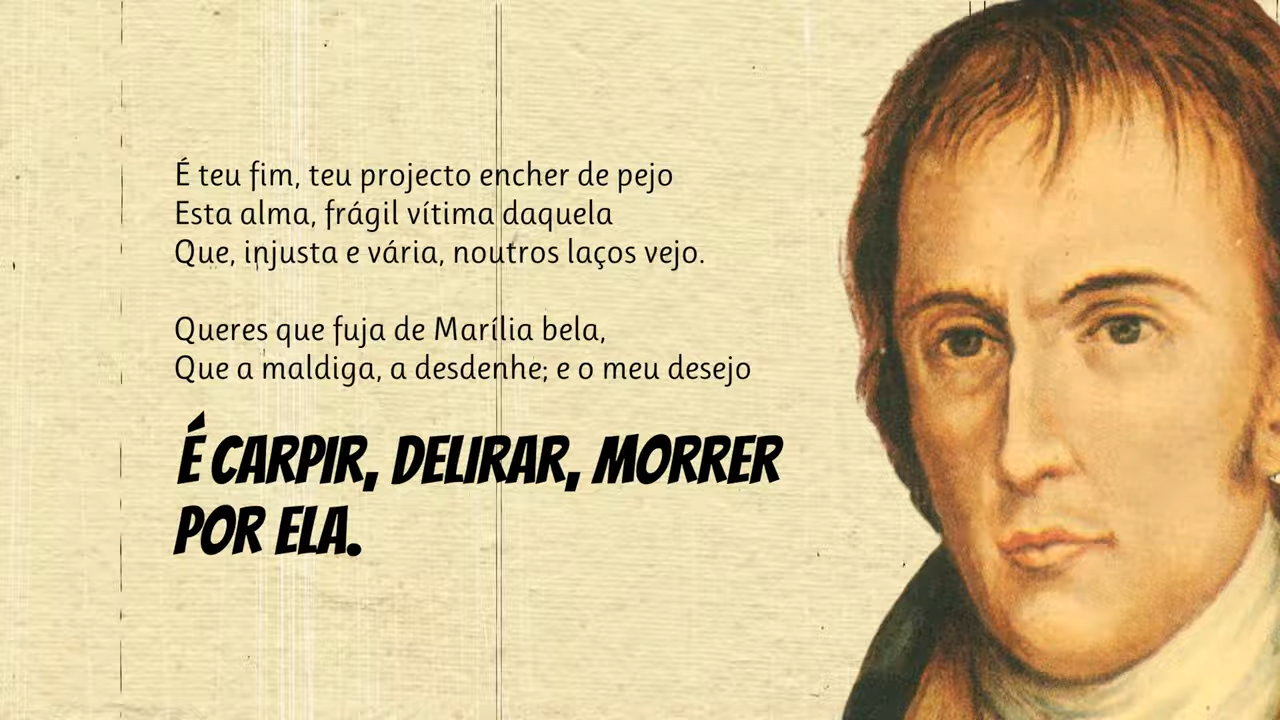 É teu fim, teu projecto encher de pejo
Esta alma, frágil vítima daquela
Que, injusta e vária, noutros laços vejo.
Queres que fuja de Marília bela,
Que a maldiga, a desdenhe; e o meu desejo
É CARPIR, DELIRAR, MORRER
POR ELA.